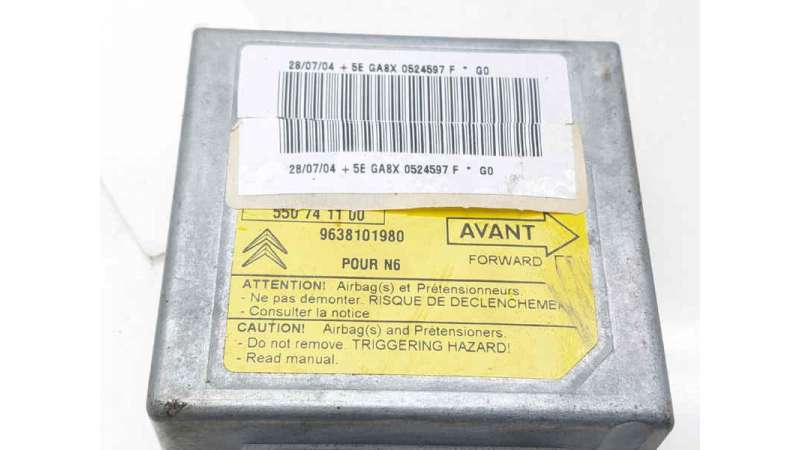 28/07/04 + 5E GA8X 0524597 F * G0
28/07/04 + 5E GA8X 0524597 F * G0
550 74 11 00
9638101980
POUR N6
AVANT
FORWARD
ATTENTION! Airbag(s) et Prétensionneurs.
- Ne pas démonter. RISQUE DE DECLENCHEME
- Consulter la notice
CAUTION! Airbag(s) and Prétensioners.
- Do not remove. TRIGGERING HAZARD!
- Read manual.